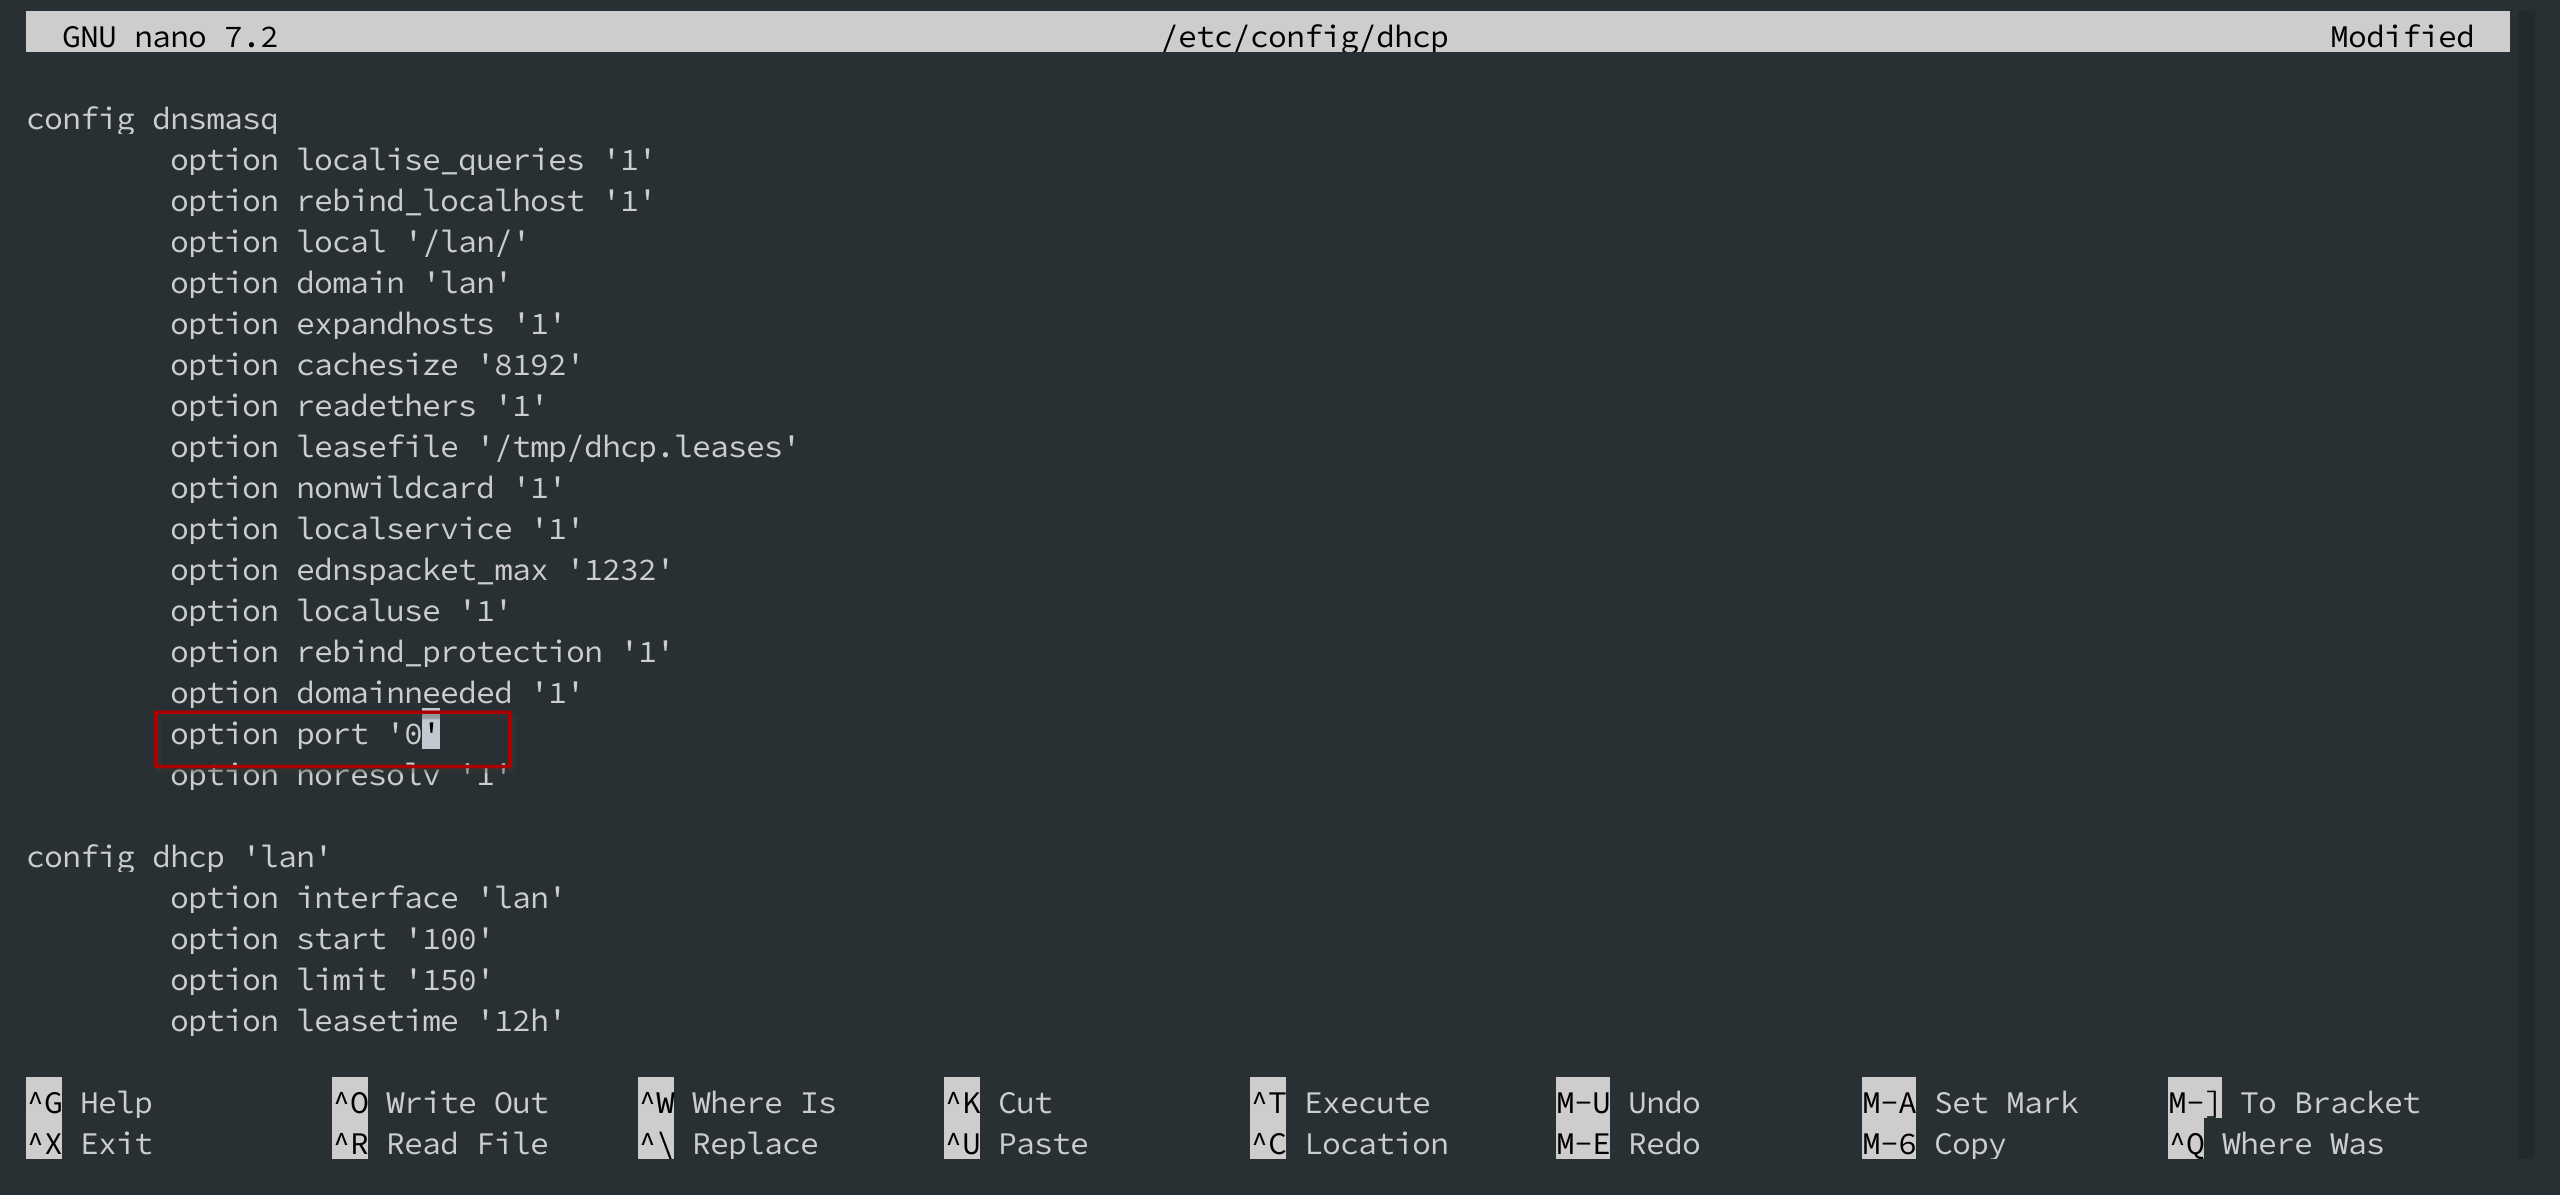 GNU nano 7.2 /etc/config/dhcp Modified
config dnsmasq
option localise_queries '1'
option rebind_localhost '1'
option local '/lan/'
option domain 'lan'
option expandhosts '1'
option cachesize '8192'
option readethers '1'
option leasefile '/tmp/dhcp.leases'
option nonwildcard '1'
option localservice '1'
option ednspacket_max '1232'
option localuse '1'
option rebind_protection '1'
option domainneeded '1'
option port '0'
option noresolv '1'
config dhcp 'lan'
option interface 'lan'
option start '100'
option limit '150'
option leasetime '12h'
^G Help ^O Write Out ^W Where Is ^K Cut ^T Execute M-U Undo M-A Set Mark M-] To Bracket
^X Exit ^R Read File ^\ Replace ^U Paste ^C Location M-E Redo M-6 Copy ^Q Where Was